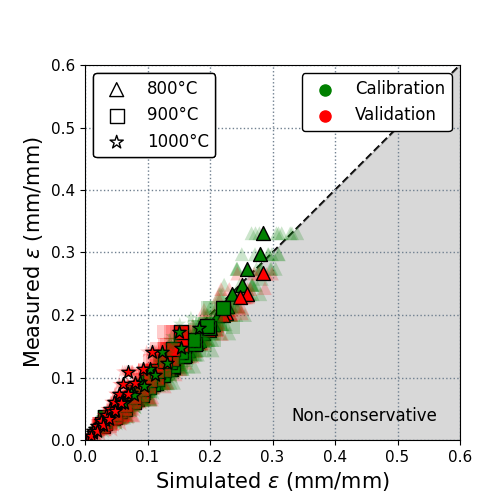 0.6
0.5
0.4
0.3
0.2
0.1
0.0
0.0 0.1 0.2 0.3 0.4 0.5 0.6
Measured ε (mm/mm)
Simulated ε (mm/mm)
800°C
900°C
1000°C
Calibration
Validation
Non-conservative